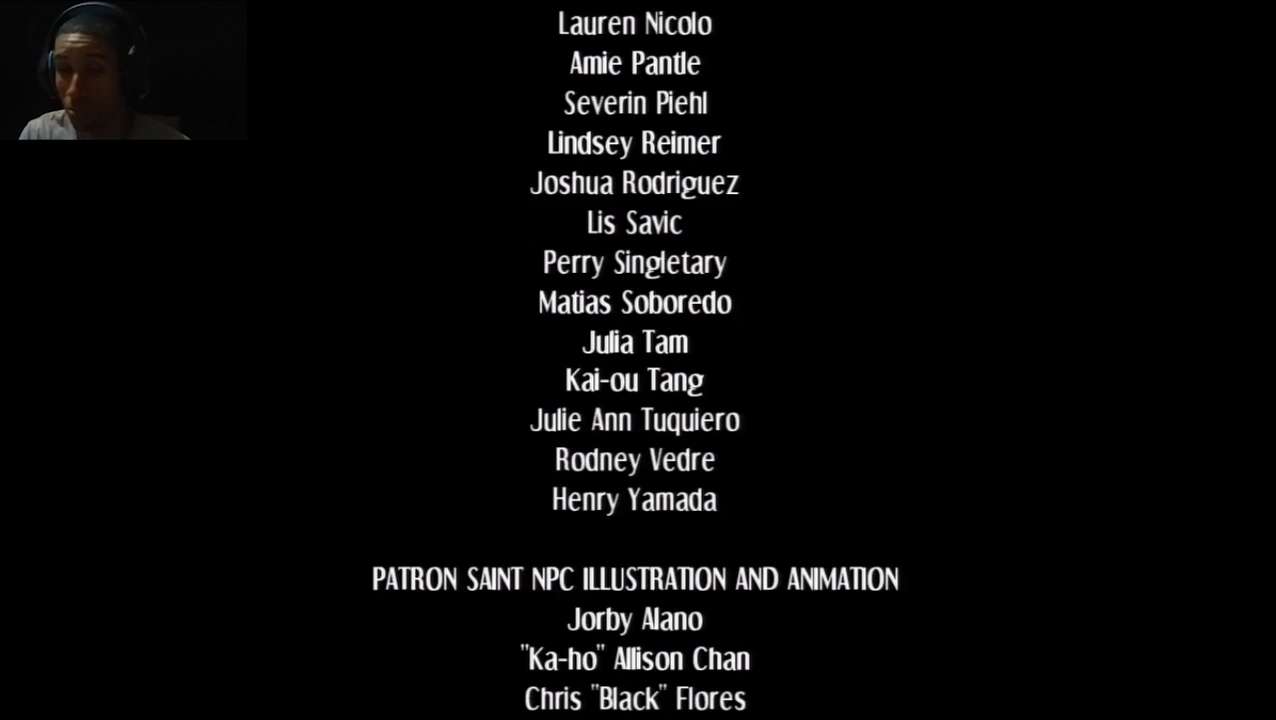 Lauren Nicolo
Amie Pantle
Severin Piehl
Lindsey Reimer
Joshua Rodriguez
Lis Savic
Perry Singletary
Matias Soboredo
Julia Tam
Kai-ou Tang
Julie Ann Tuquiero
Rodney Vedre
Henry Yamada
PATRON SAINT NPC ILLUSTRATION AND ANIMATION
Jorby Alano
"Ka-ho" Allison Chan
Chris "Black" Flores